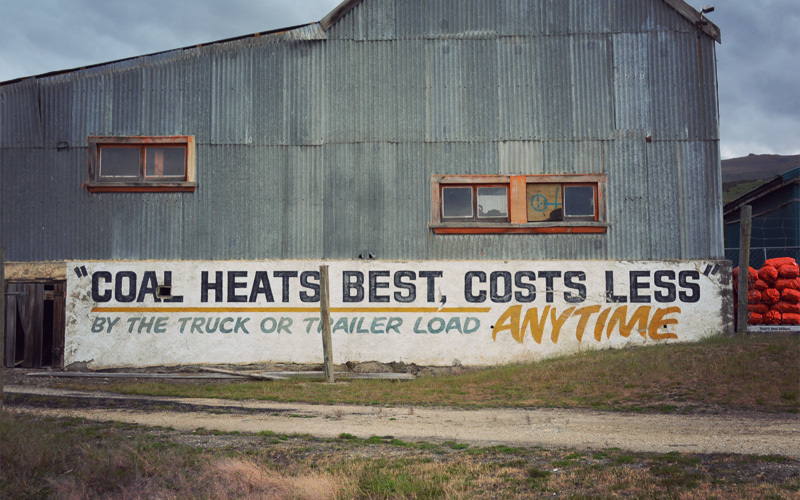 "COAL HEATS BEST, COSTS LESS"
BY THE TRUCK OR TRAILER LOAD ANYTIME